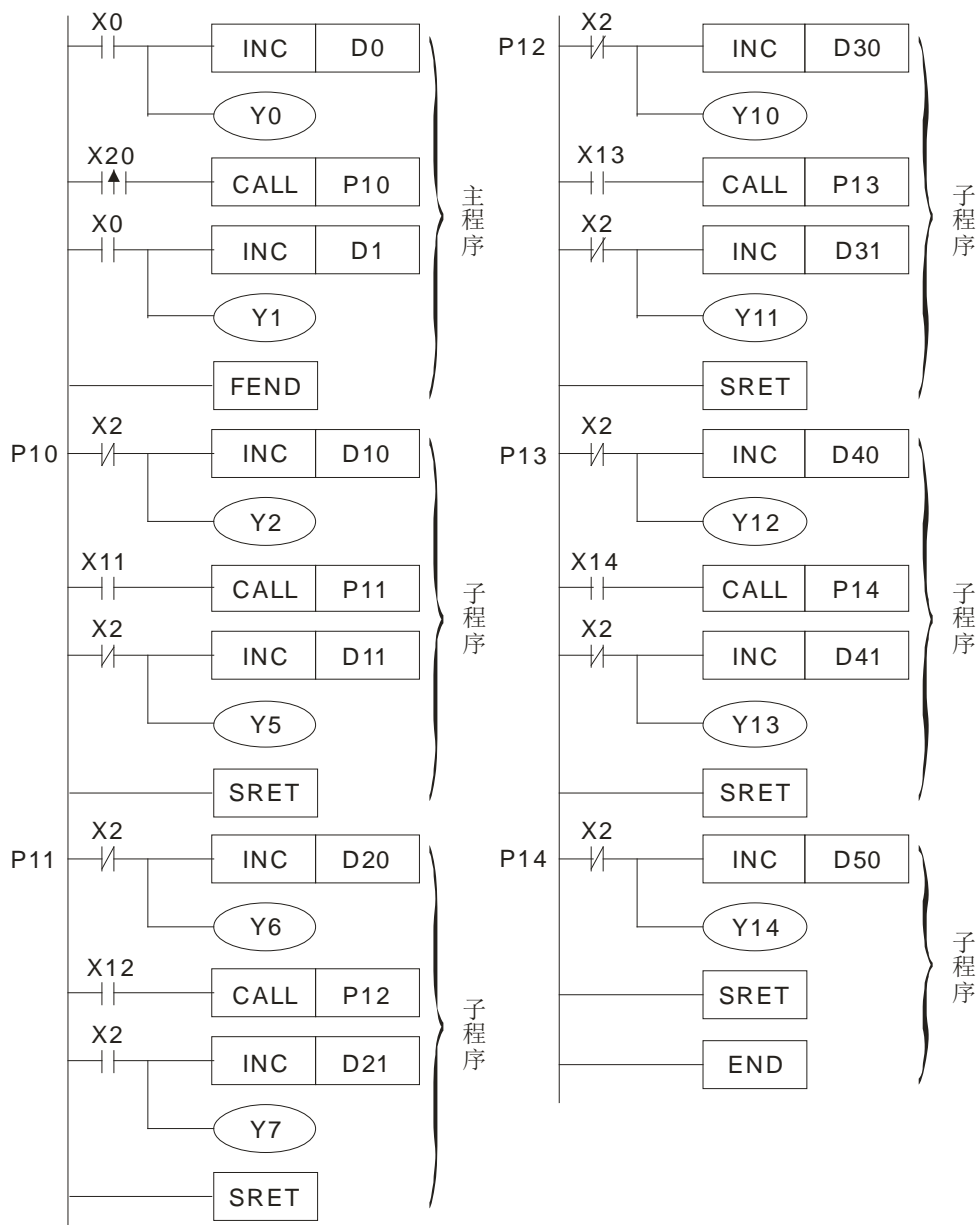 X0
INC D0
Y0
X20
CALL P10
X0
INC D1
Y1
FEND
主程序
P10
X2
INC D10
Y2
X11
CALL P11
X2
INC D11
Y5
SRET
子程序
P11
X2
INC D20
Y6
X12
CALL P12
X2
INC D21
Y7
SRET
子程序
P12
X2
INC D30
Y10
X13
CALL P13
X2
INC D31
Y11
SRET
子程序
P13
X2
INC D40
Y12
X14
CALL P14
X2
INC D41
Y13
SRET
子程序
P14
X2
INC D50
Y14
SRET
END
子程序